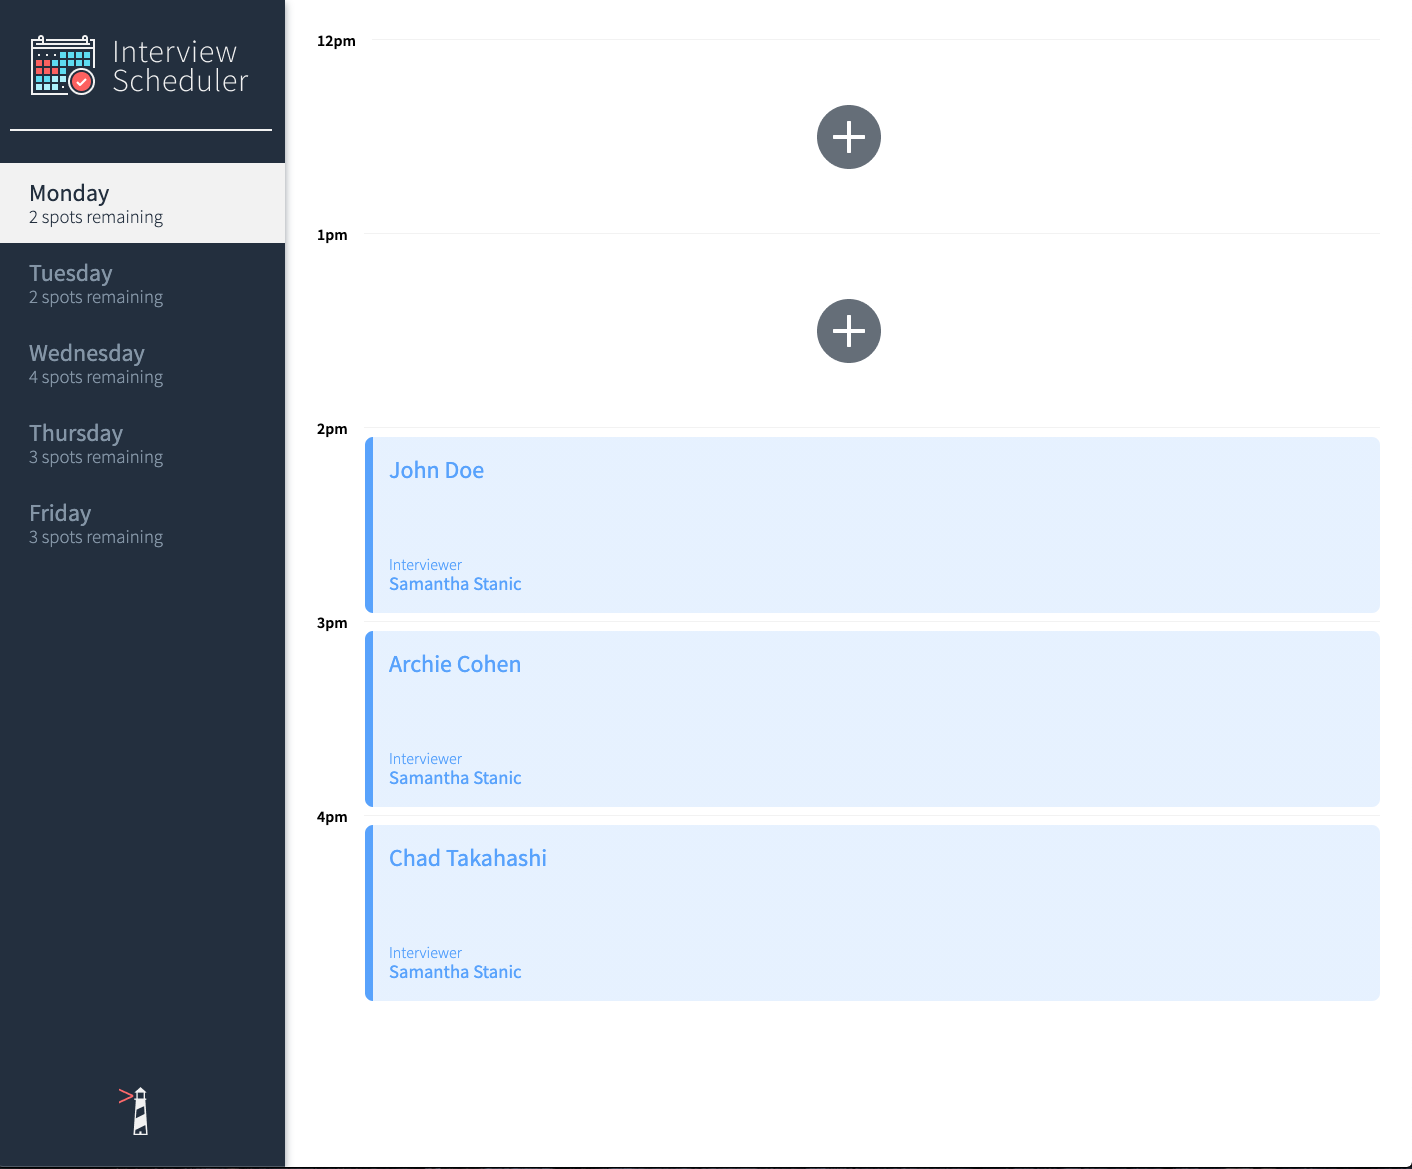 Interview
Scheduler
Monday
2 spots remaining
Tuesday
2 spots remaining
Wednesday
4 spots remaining
Thursday
3 spots remaining
Friday
3 spots remaining
12pm
1pm
2pm
John Doe
Interviewer
Samantha Stanic
3pm
Archie Cohen
Interviewer
Samantha Stanic
4pm
Chad Takahashi
Interviewer
Samantha Stanic